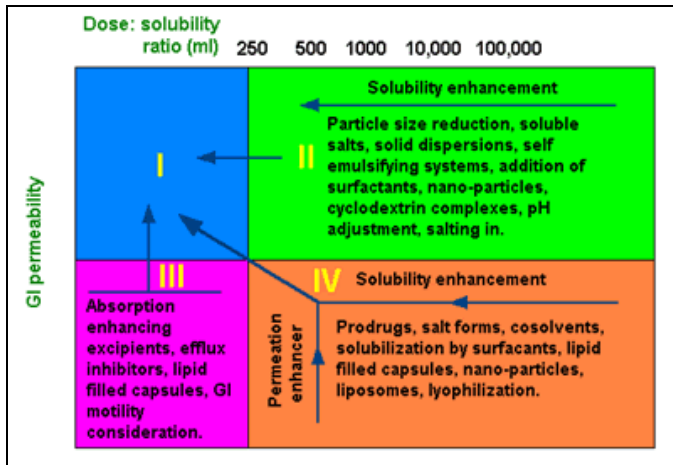 Dose: solubility
ratio (ml) 250 500 1000 10,000 100,000
GI permeability
I
Solubility enhancement
II
Particle size reduction, soluble
salts, solid dispersions, self
emulsifying systems, addition of
surfactants, nano-particles,
cyclodextrin complexes, pH
adjustment, salting in.
III
Absorption
enhancing
excipients, efflux
inhibitors, lipid
filled capsules, GI
motility
consideration.
IV
Solubility enhancement
Permeation
enhancer
Prodrugs, salt forms, cosolvents,
solubilization by surfacants, lipid
filled capsules, nano-particles,
liposomes, lyophilization.